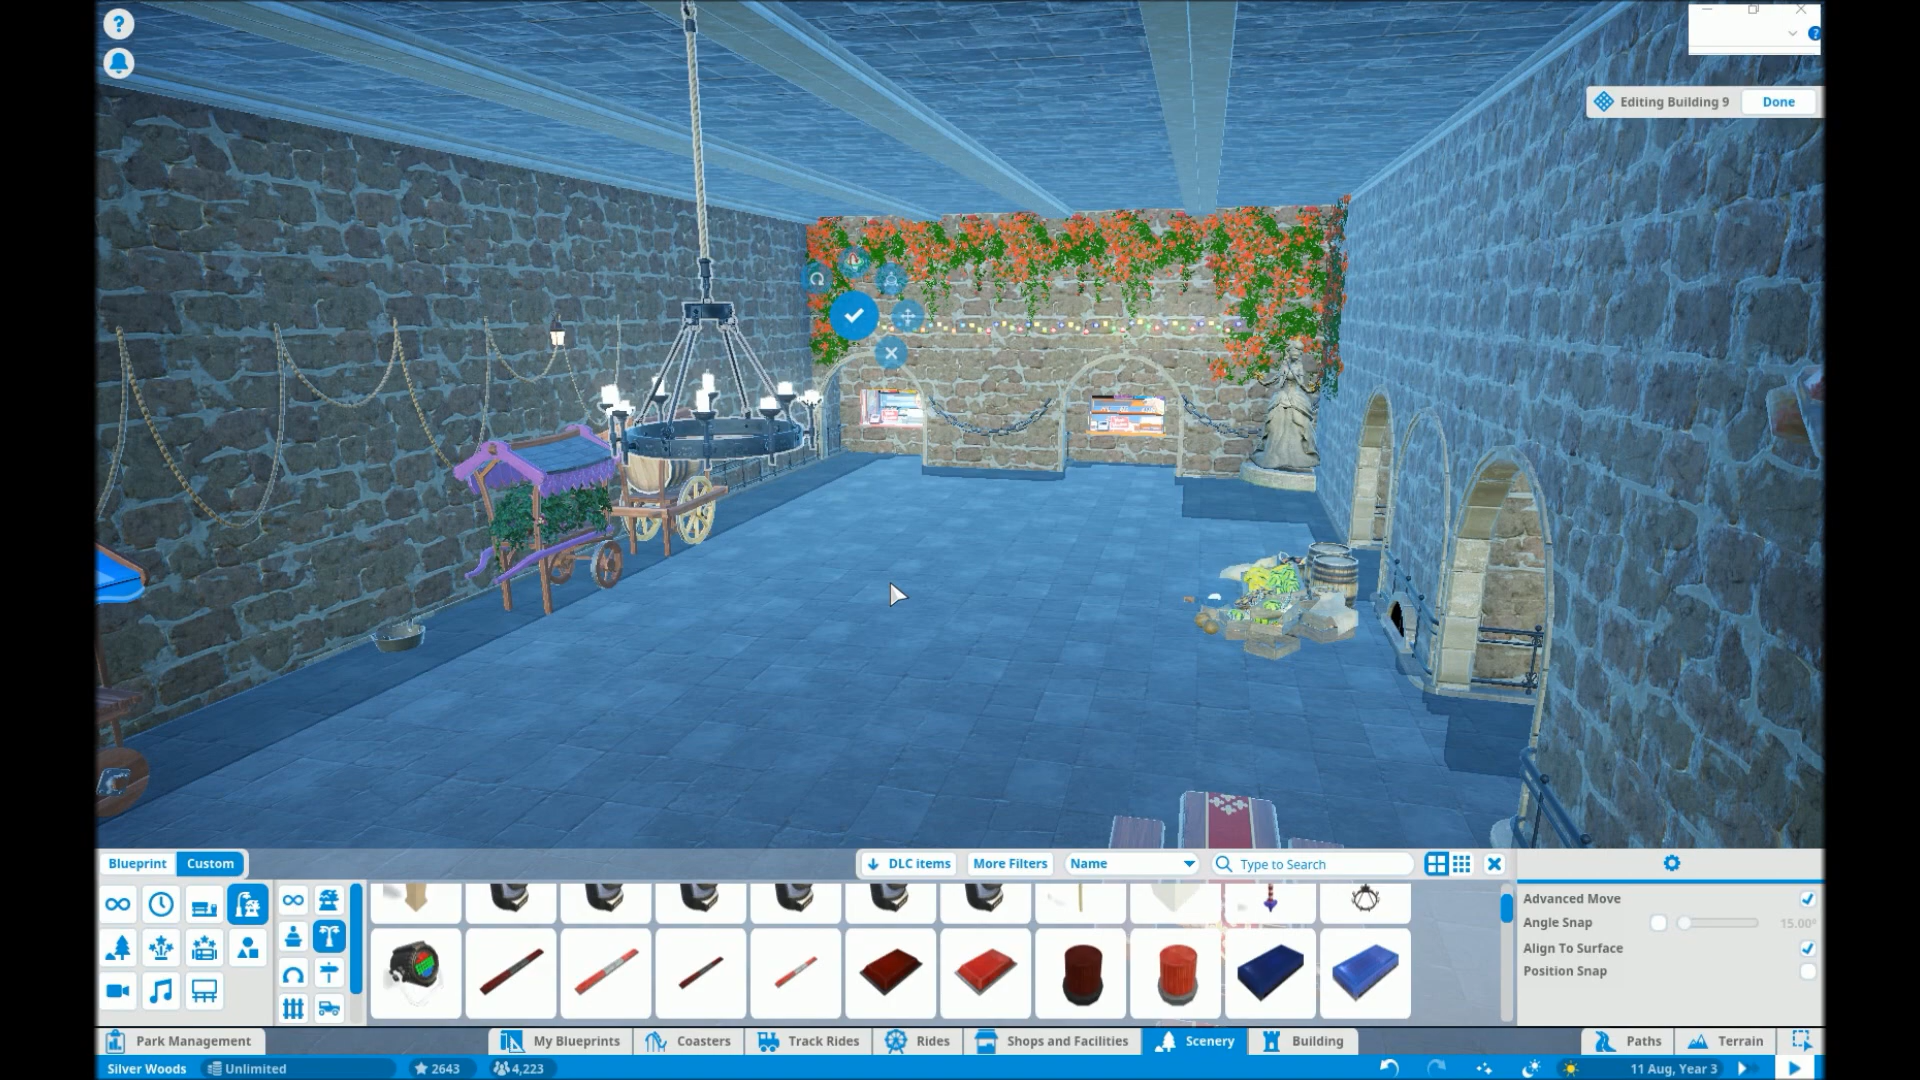 ?
?
Editing Building 9 Done
Blueprint Custom DLC items More Filters Name Type to Search
Advanced Move
Angle Snap 15.00°
Align To Surface
Position Snap
Park Management My Blueprints Coasters Track Rides Rides Shops and Facilities Scenery Building Paths Terrain
Silver Woods Unlimited 2643 4,223 11 Aug, Year 3